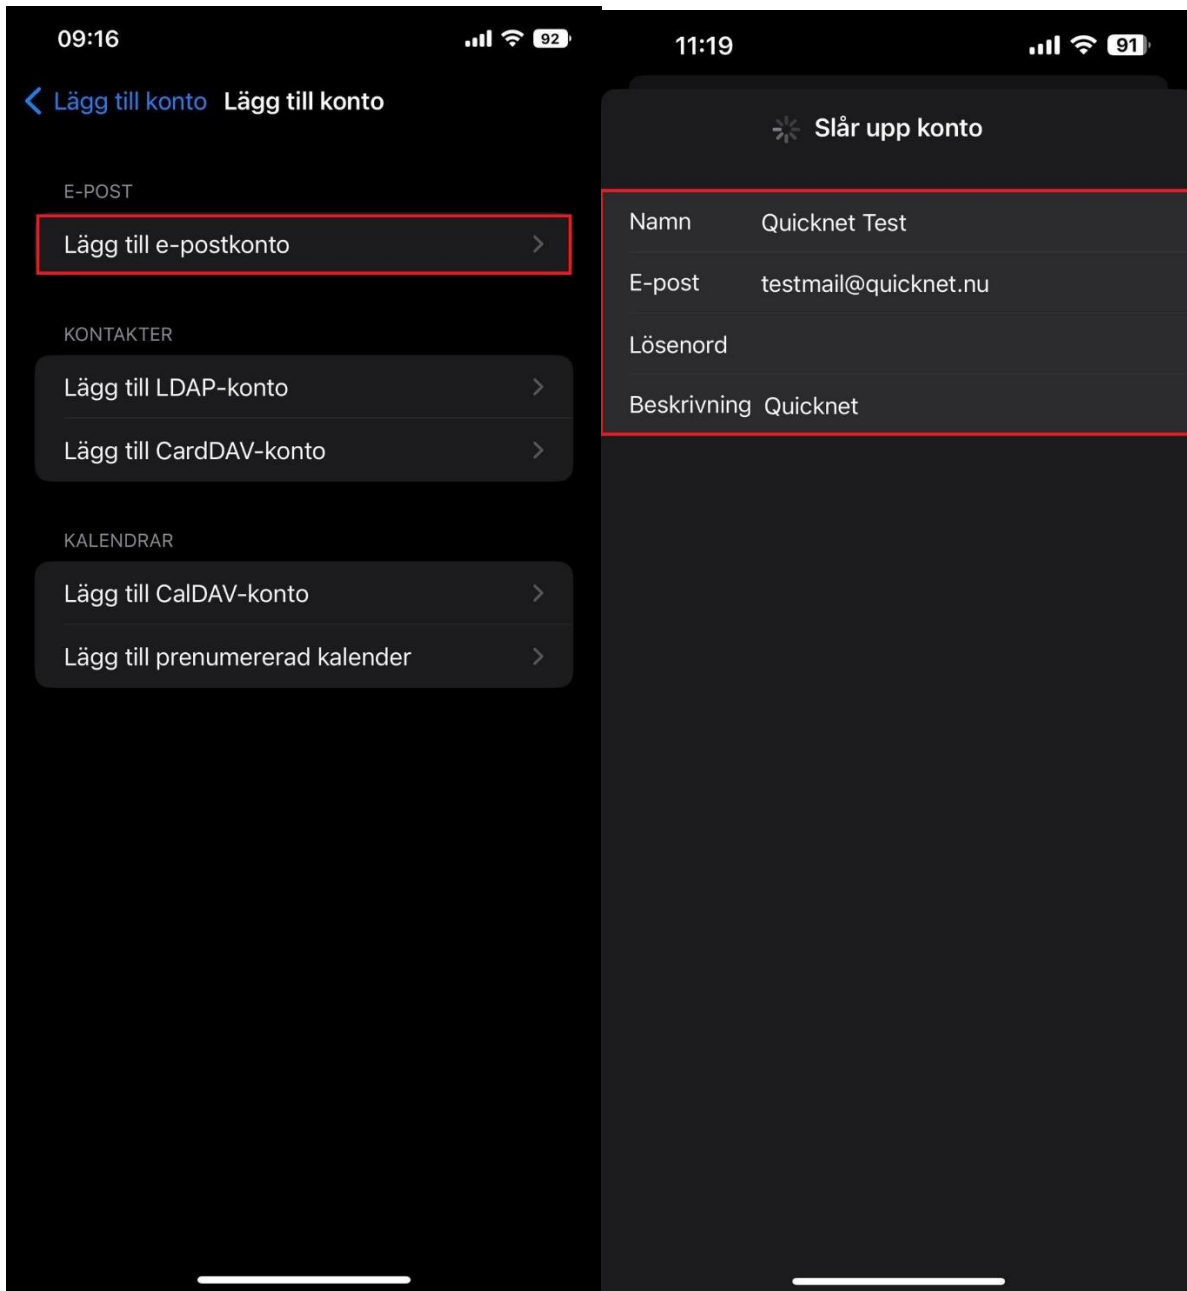 09:16
92
Lägg till konto Lägg till konto
E-POST
Lägg till e-postkonto
KONTAKTER
Lägg till LDAP-konto
Lägg till CardDAV-konto
KALENDRAR
Lägg till CalDAV-konto
Lägg till prenumererad kalender
11:19
91
Slår upp konto
Namn Quicknet Test
E-post testmail@quicknet.nu
Lösenord
Beskrivning Quicknet